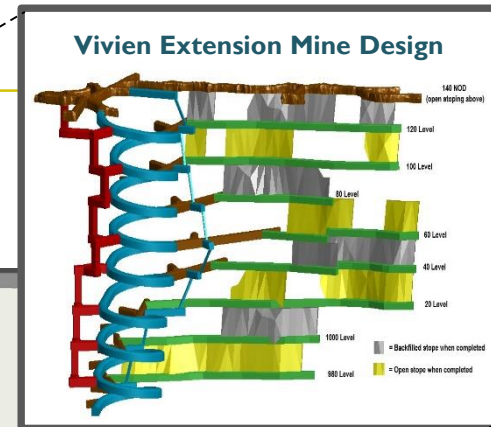 Vivien Extension Mine Design
140 NOD
(open stoping above)
120 Level
100 Level
80 Level
60 Level
40 Level
20 Level
1000 Level
= Backfilled stope when completed
= Open stope when completed
980 Level